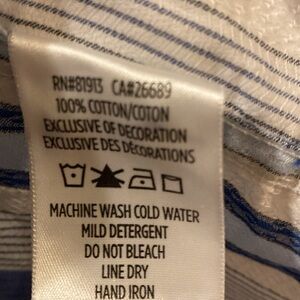 RN#81913 CA#26689
100% COTTON/COTON
EXCLUSIVE OF DECORATION
EXCLUSIVE DES DÉCORATIONS
MACHINE WASH COLD WATER
MILD DETERGENT
DO NOT BLEACH
LINE DRY
HAND IRON